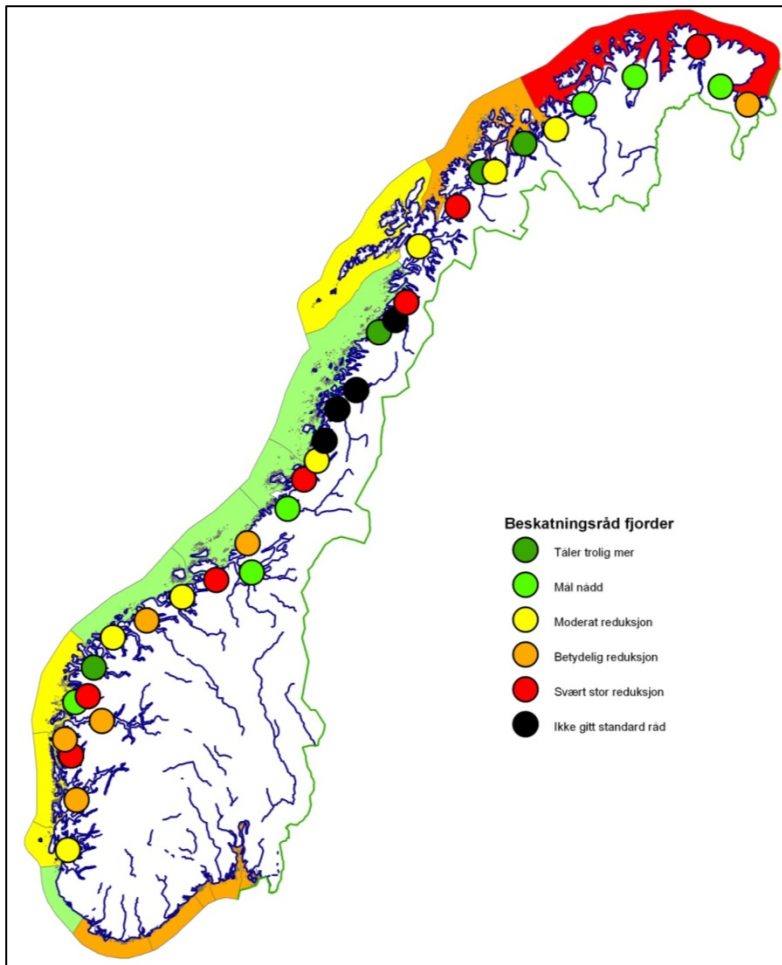 Beskatningsråd fjorder
Tåler trolig mer
Mål nådd
Moderat reduksjon
Betydelig reduksjon
Svært stor reduksjon
Ikke gitt standard råd